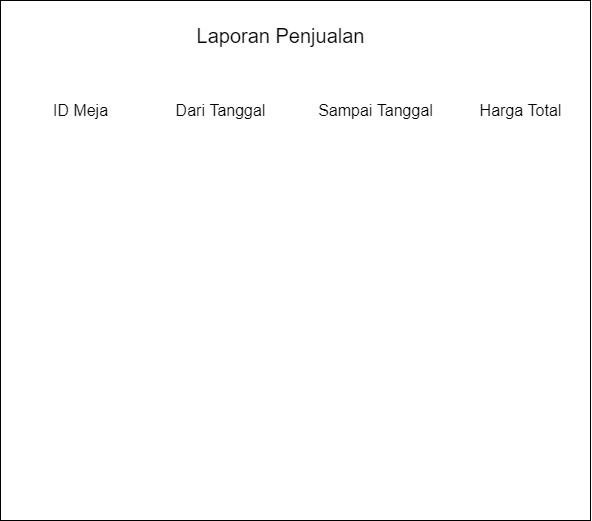 Laporan Penjualan
ID Meja Dari Tanggal Sampai Tanggal Harga Total